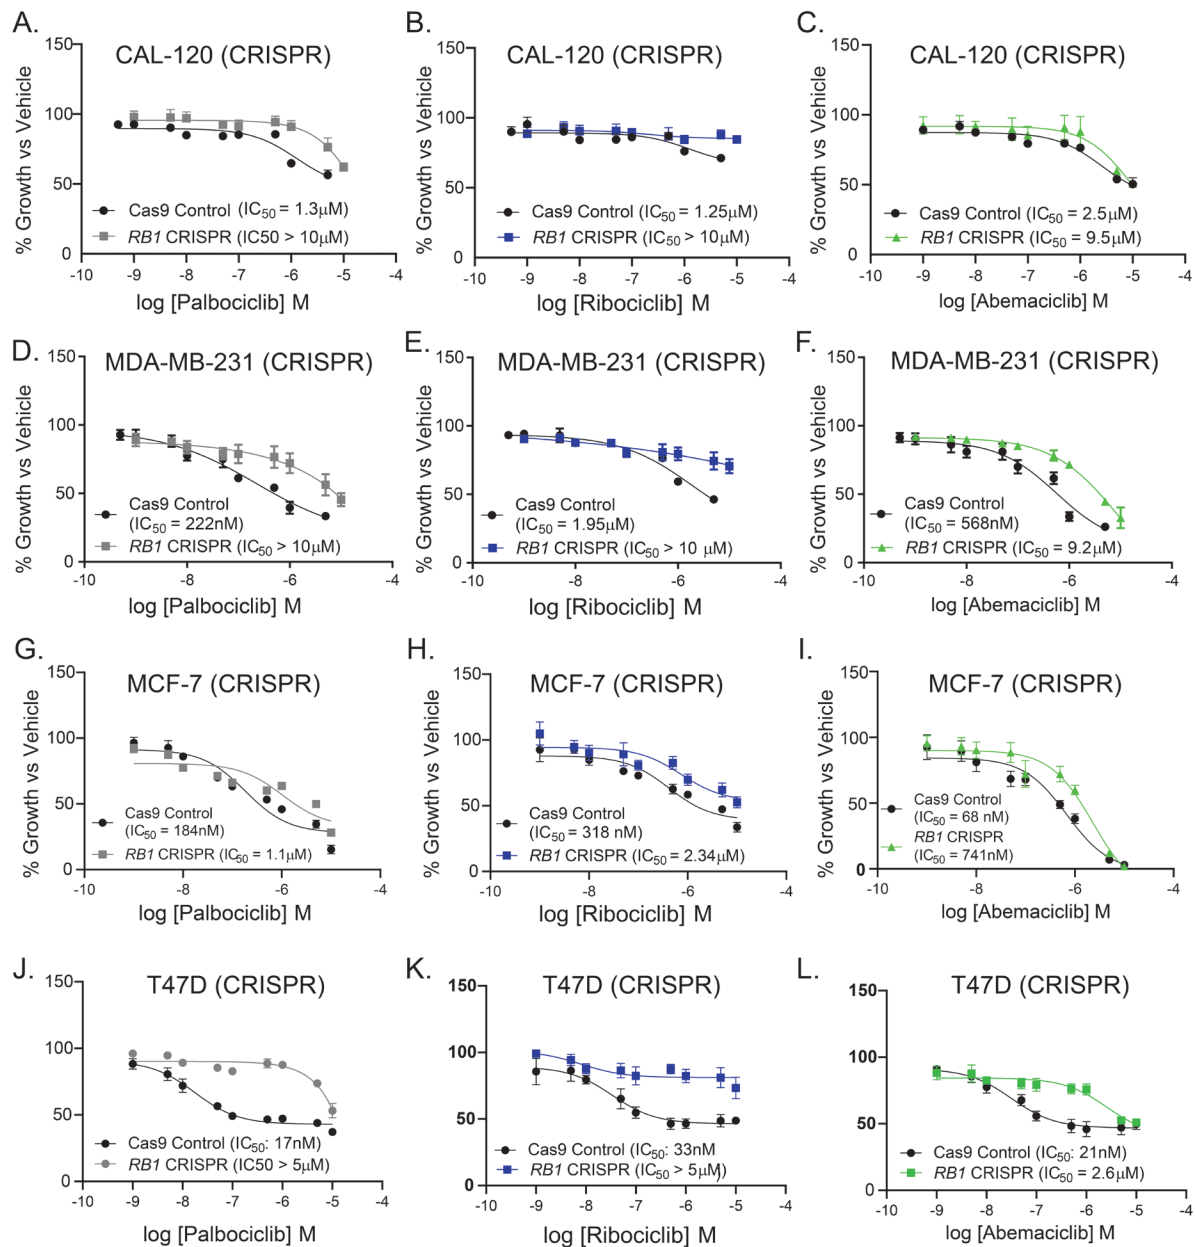 A.
CAL-120 (CRISPR)
% Growth vs Vehicle
150
100
50
0
Cas9 Control (IC50 = 1.3μM)
RB1 CRISPR (IC50 > 10μM)
-10 -9 -8 -7 -6 -5 -4
log [Palbociclib] M
B.
CAL-120 (CRISPR)
% Growth vs Vehicle
150
100
50
0
Cas9 Control (IC50 = 1.25μM)
RB1 CRISPR (IC50 > 10μM)
-10 -9 -8 -7 -6 -5 -4
log [Ribociclib] M
C.
CAL-120 (CRISPR)
% Growth vs Vehicle
150
100
50
0
Cas9 Control (IC50 = 2.5μM)
RB1 CRISPR (IC50 = 9.5μM)
-10 -9 -8 -7 -6 -5 -4
log [Abemaciclib] M
D.
MDA-MB-231 (CRISPR)
% Growth vs Vehicle
150
100
50
0
Cas9 Control
(IC50 = 222nM)
RB1 CRISPR (IC50 > 10μM)
-10 -8 -6 -4
log [Palbociclib] M
E.
MDA-MB-231 (CRISPR)
% Growth vs Vehicle
150
100
50
0
Cas9 Control
(IC50 = 1.95μM)
RB1 CRISPR (IC50 > 10 μM)
-10 -8 -6 -4
log [Ribociclib] M
F.
MDA-MB-231 (CRISPR)
% Growth vs Vehicle
150
100
50
0
Cas9 Control
(IC50 = 568nM)
RB1 CRISPR (IC50 = 9.2μM)
-10 -8 -6 -4
log [Abemaciclib] M
G.
MCF-7 (CRISPR)
% Growth vs Vehicle
150
100
50
0
Cas9 Control
(IC50 = 184nM)
RB1 CRISPR (IC50 = 1.1μM)
-10 -8 -6 -4
log [Palbociclib] M
H.
MCF-7 (CRISPR)
% Growth vs Vehicle
150
100
50
0
Cas9 Control
(IC50 = 318 nM)
RB1 CRISPR (IC50 = 2.34μM)
-10 -8 -6 -4
log [Ribociclib] M
I.
MCF-7 (CRISPR)
% Growth vs Vehicle
150
100
50
0
Cas9 Control
(IC50 = 68 nM)
RB1 CRISPR
(IC50 = 741nM)
-10 -8 -6 -4
log [Abemaciclib] M
J.
T47D (CRISPR)
% Growth vs Vehicle
150
100
50
0
Cas9 Control (IC50: 17nM)
RB1 CRISPR (IC50 > 5μM)
-10 -9 -8 -7 -6 -5 -4
log [Palbociclib] M
K.
T47D (CRISPR)
% Growth vs Vehicle
150
100
50
0
Cas9 Control (IC50: 33nM
RB1 CRISPR (IC50 > 5μM)
-10 -9 -8 -7 -6 -5 -4
log [Ribociclib] M
L.
T47D (CRISPR)
% Growth vs Vehicle
150
100
50
0
Cas9 Control (IC50: 21nM)
RB1 CRISPR (IC50 = 2.6μM)
-10 -9 -8 -7 -6 -5 -4
log [Abemaciclib] M